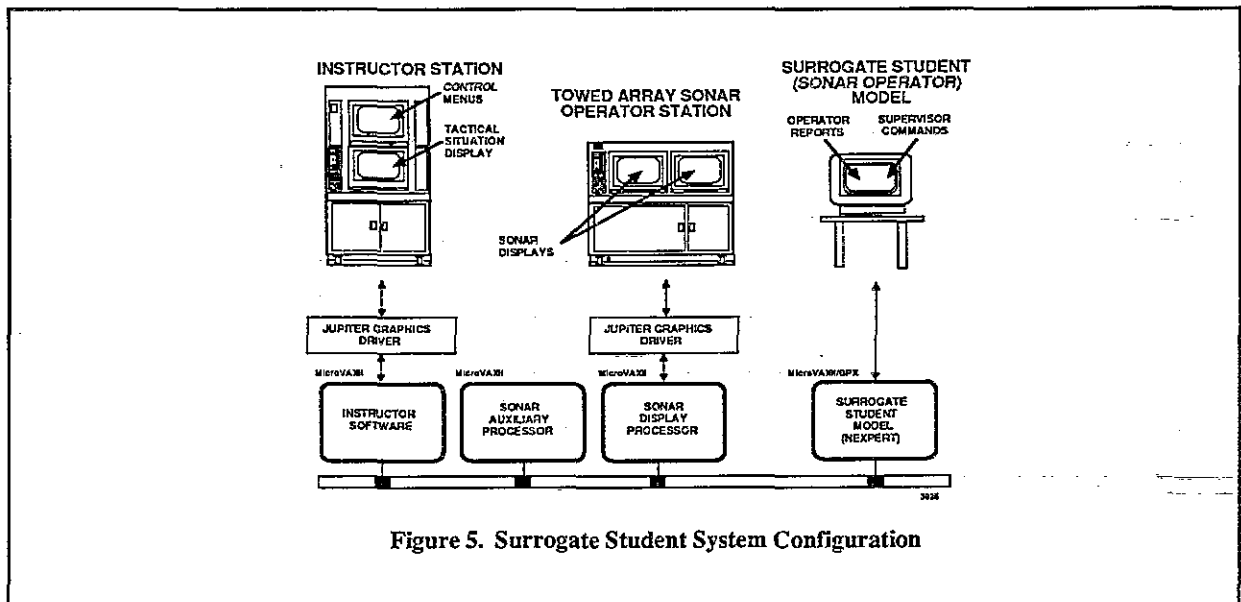 INSTRUCTOR STATION
CONTROL
MENUS
TACTICAL
SITUATION
DISPLAY
TOWED ARRAY SONAR
OPERATOR STATION
SONAR
DISPLAYS
SURROGATE STUDENT
(SONAR OPERATOR)
MODEL
OPERATOR
REPORTS
SUPERVISOR
COMMANDS
JUPITER GRAPHICS
DRIVER
JUPITER GRAPHICS
DRIVER
MicroVAXII
INSTRUCTOR
SOFTWARE
MicroVAXII
SONAR
AUXILIARY
PROCESSOR
MicroVAXII
SONAR
DISPLAY
PROCESSOR
MicroVAXII/GPX
SURROGATE
STUDENT
MODEL
(NEXPERT)
Figure 5. Surrogate Student System Configuration